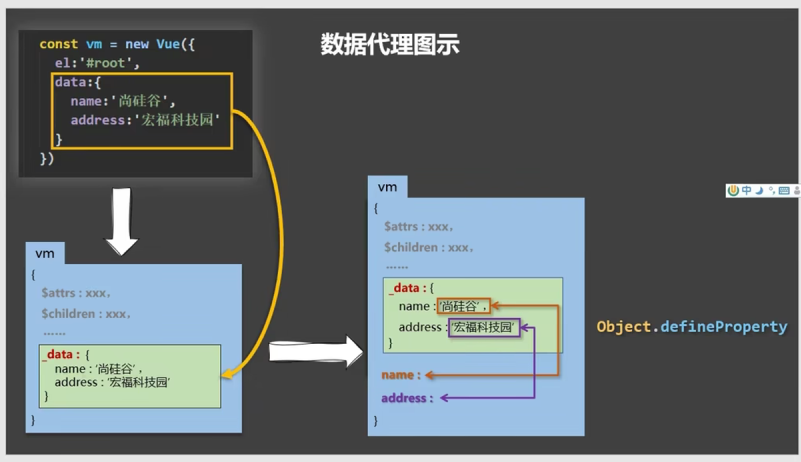 数据代理图示
const vm = new Vue({
el:'#root',
data:{
name:'尚硅谷',
address:'宏福科技园'
}
})
vm
{
$attrs : xxx，
$children : xxx，
……
_data : {
name : '尚硅谷' ，
address : '宏福科技园'
}
}
vm
{
$attrs : xxx，
$children : xxx，
……
_data : {
name : '尚硅谷' ，
address : '宏福科技园'
}
name :
address :
}
Object.defineProperty
中